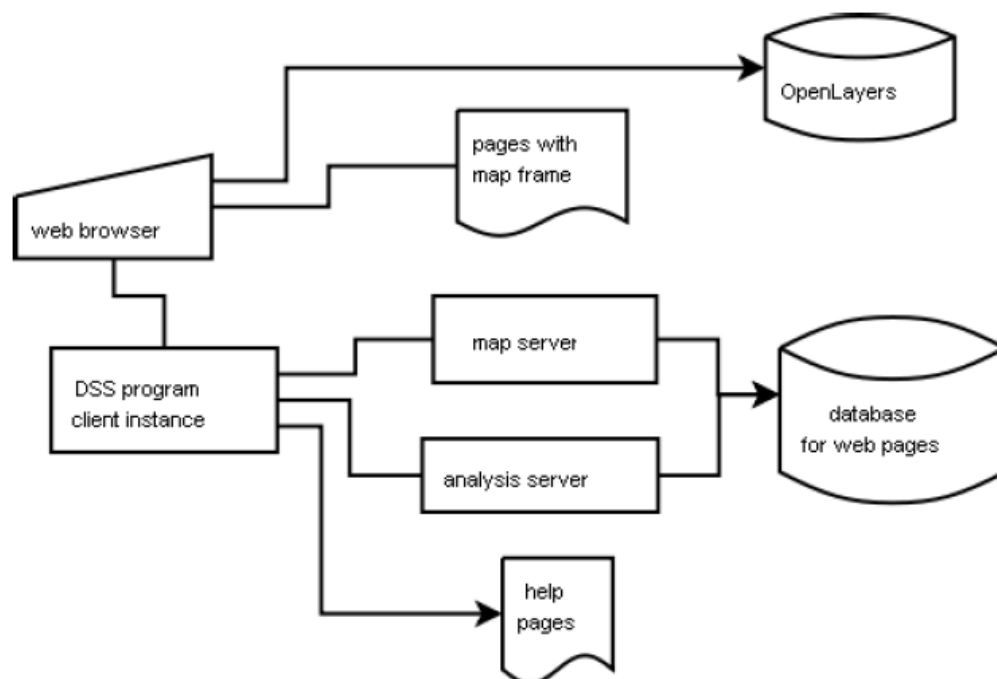 OpenLayers
pages with
map frame
web browser
map server
DSS program
client instance
database
for web pages
analysis server
help
pages